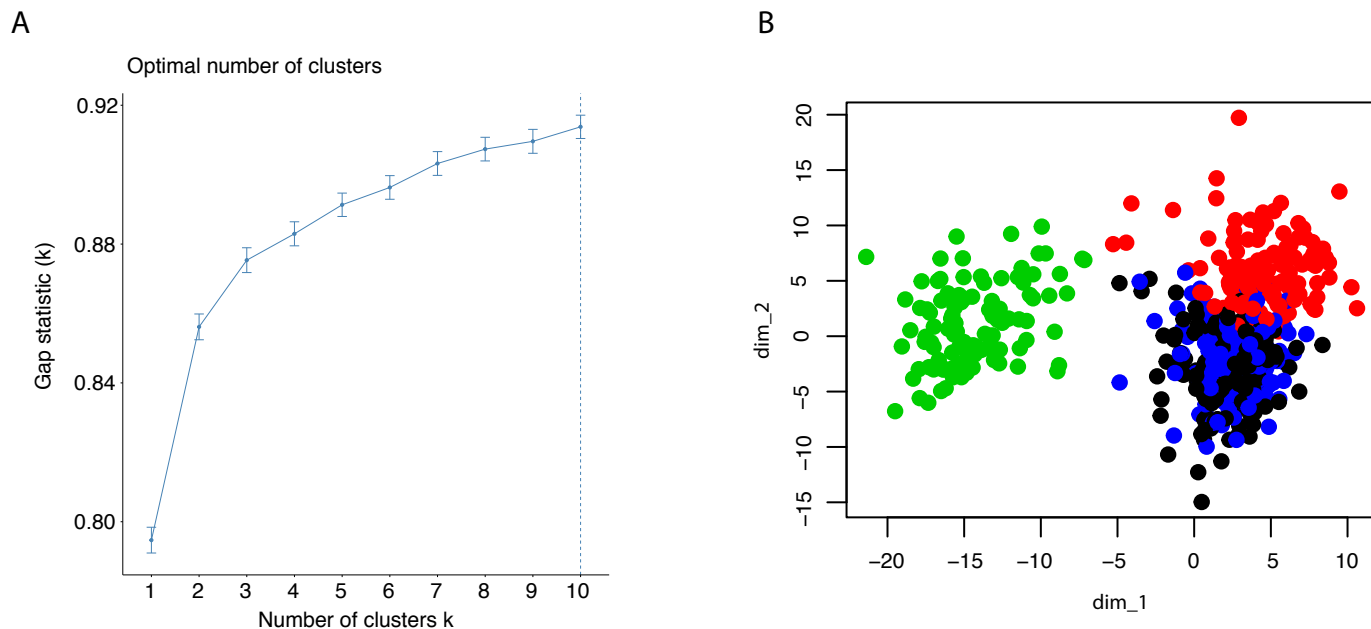 A
Optimal number of clusters
0.92
0.88
0.84
0.80
Gap statistic (k)
1 2 3 4 5 6 7 8 9 10
Number of clusters k
B
20
15
10
5
0
−5
−10
−15
dim_2
−20 −15 −10 −5 0 5 10
dim_1